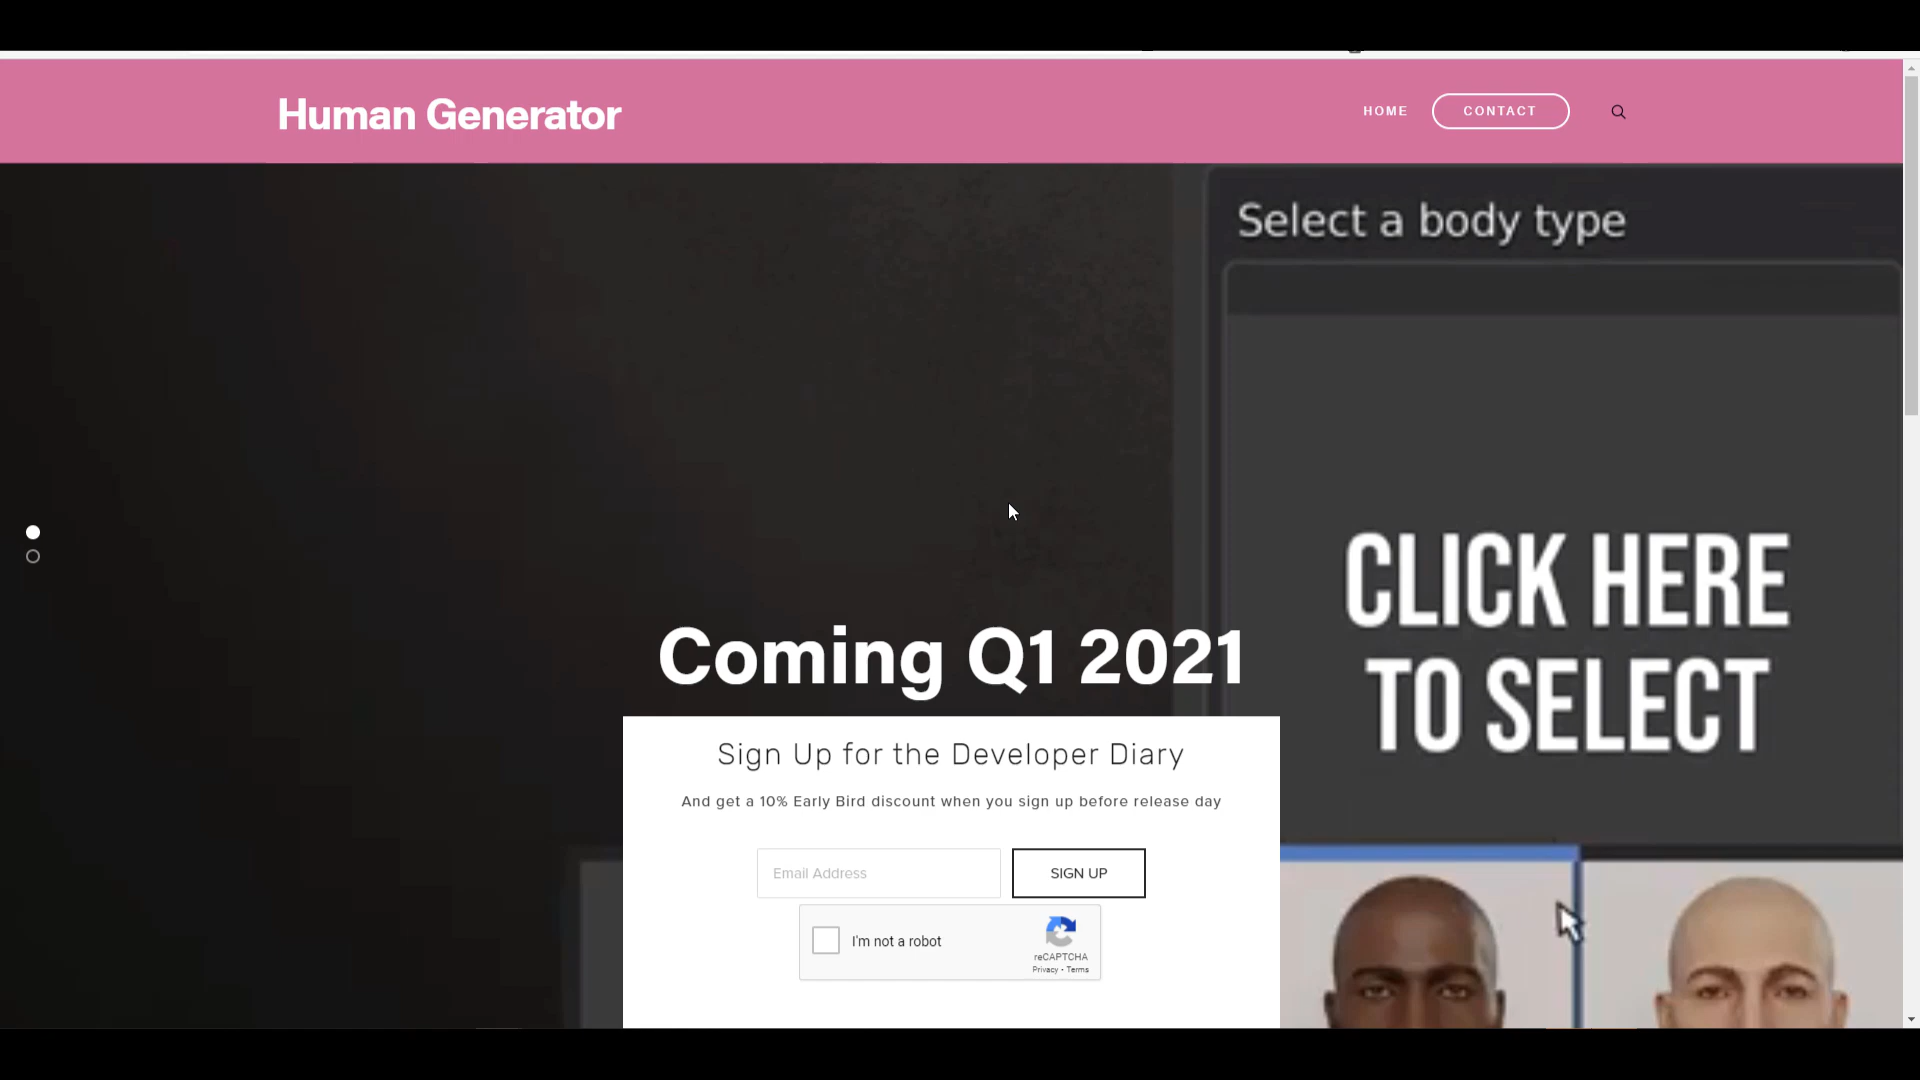 Human Generator
HOME
CONTACT
Select a body type
CLICK HERE
TO SELECT
Coming Q1 2021
Sign Up for the Developer Diary
And get a 10% Early Bird discount when you sign up before release day
Email Address
SIGN UP
I'm not a robot
reCAPTCHA
Privacy - Terms